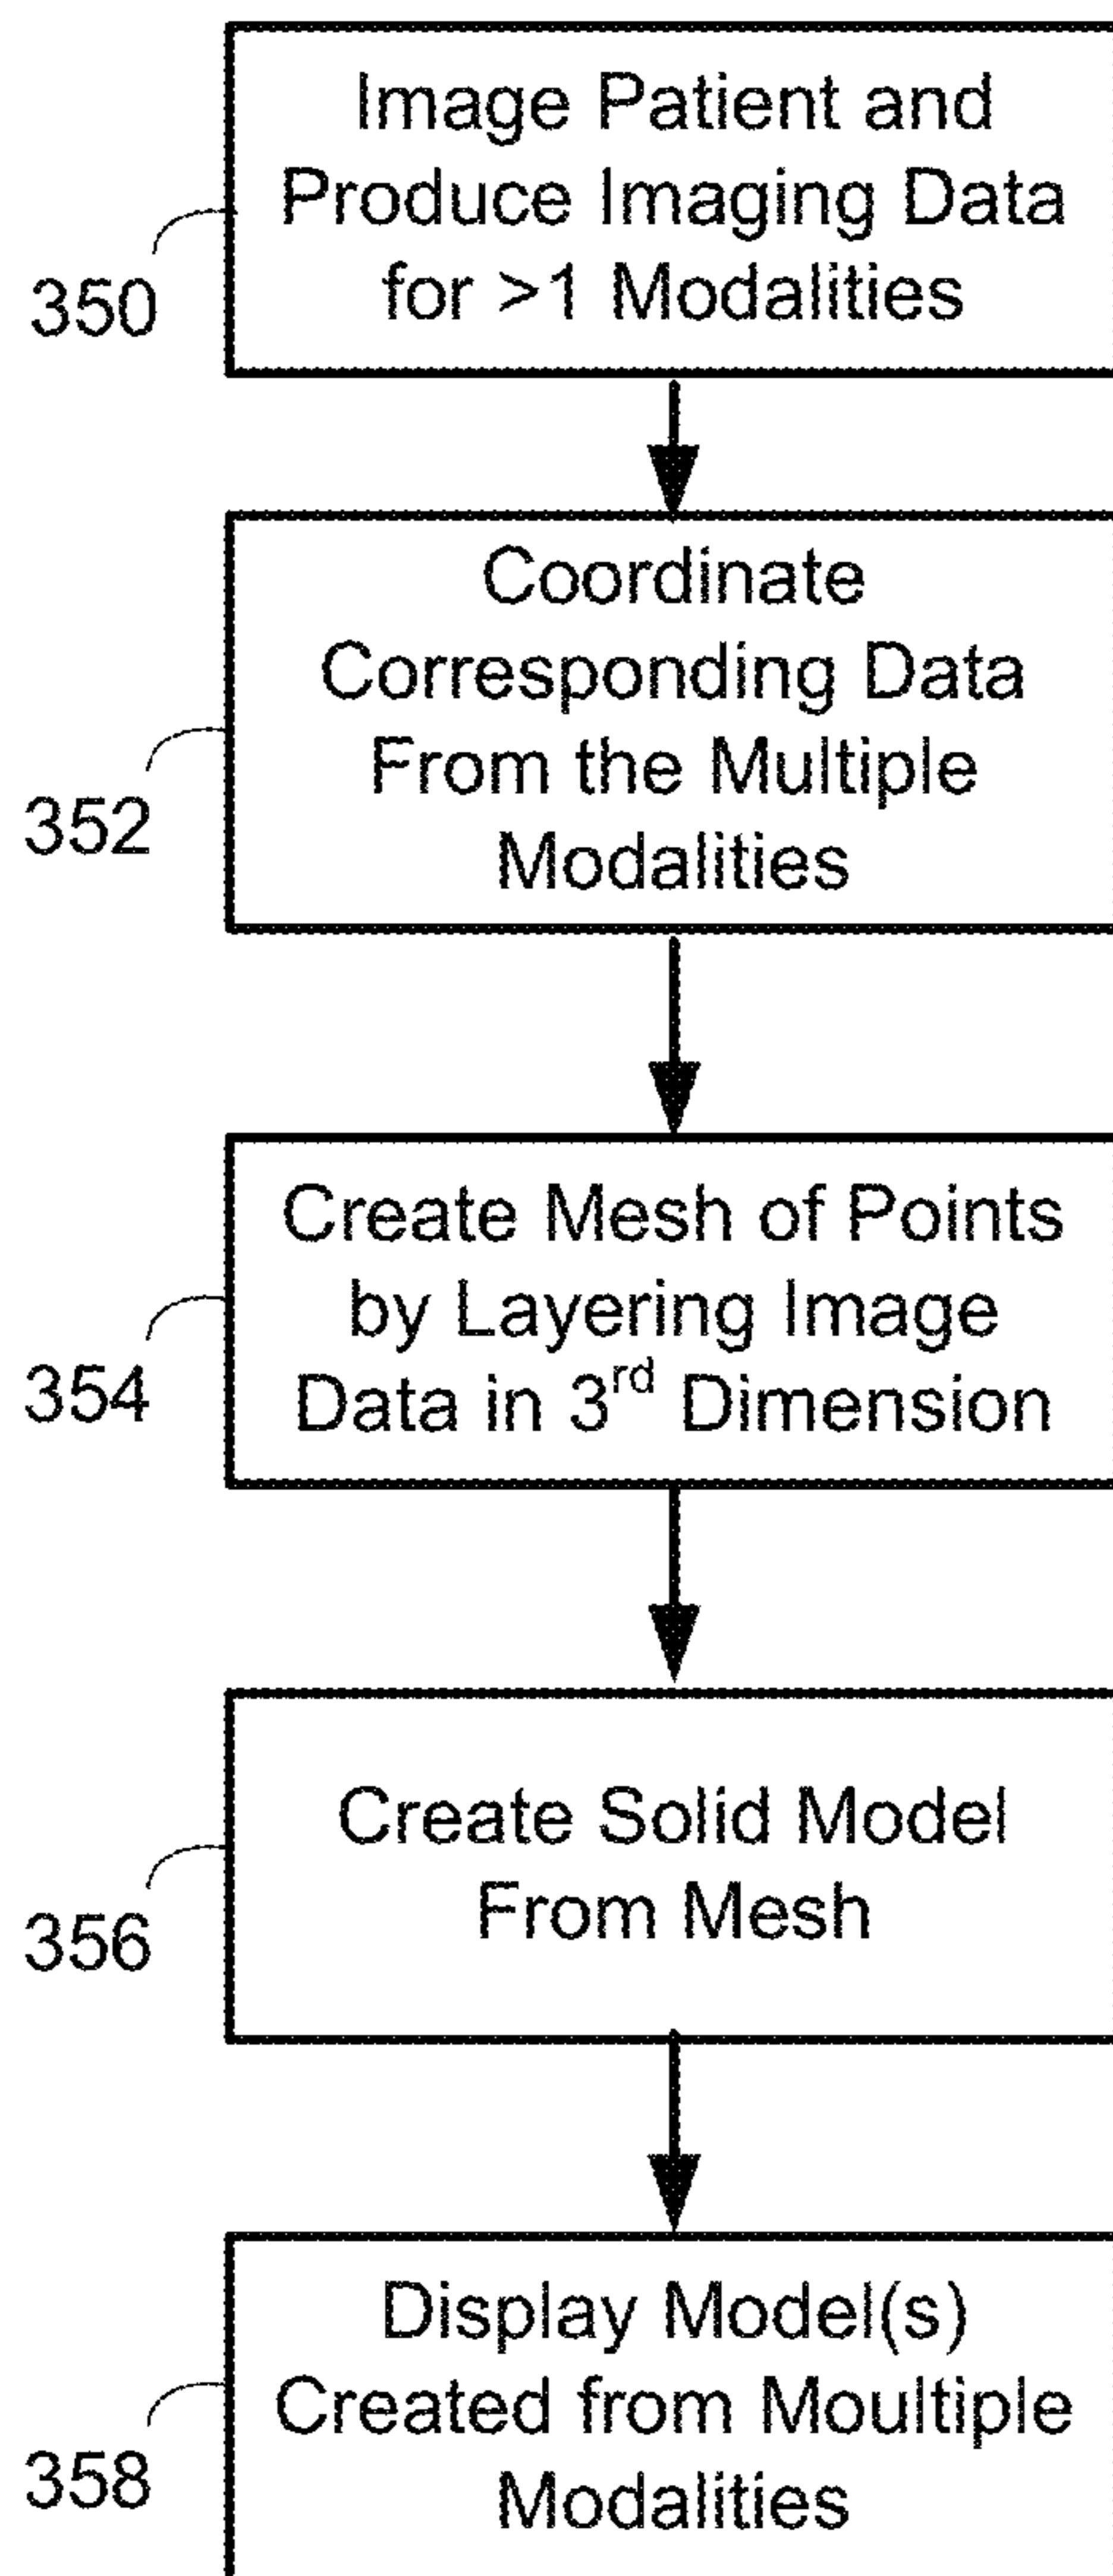 Image Patient and
Produce Imaging Data
for >1 Modalities
350
Coordinate
Corresponding Data
From the Multiple
Modalities
352
Create Mesh of Points
by Layering Image
Data in 3rd Dimension
354
Create Solid Model
From Mesh
356
Display Model(s)
Created from Moultiple
Modalities
358